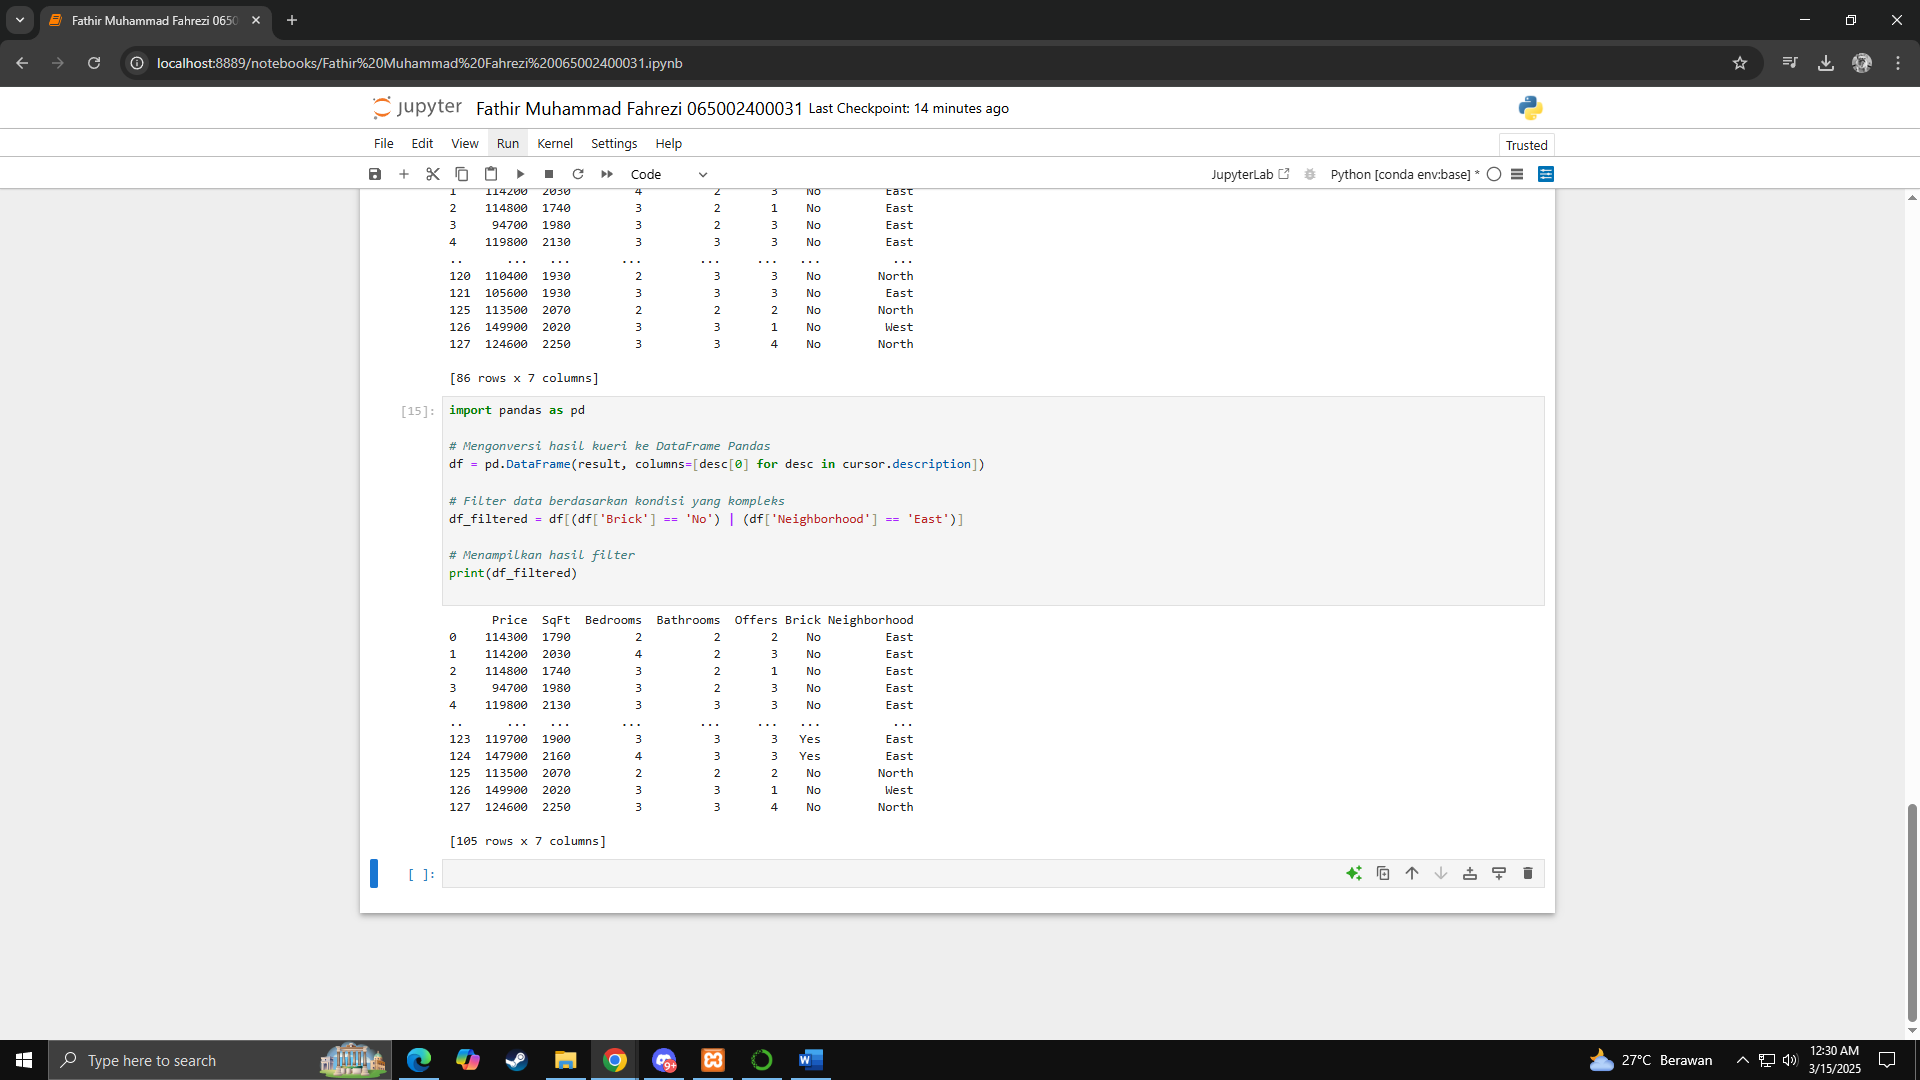 Fathir Muhammad Fahrezi 0650
localhost:8889/notebooks/Fathir%20Muhammad%20Fahrezi%20065002400031.ipynb
jupyter Fathir Muhammad Fahrezi 065002400031 Last Checkpoint: 14 minutes ago
File Edit View Run Kernel Settings Help Trusted
Code JupyterLab Python [conda env:base] *
1 114200 2030 4 2 3 No East
2 114800 1740 3 2 1 No East
3 94700 1980 3 2 3 No East
4 119800 2130 3 3 3 No East
.. ... ... ... ... ... ... ...
120 110400 1930 2 3 3 No North
121 105600 1930 3 3 3 No East
125 113500 2070 2 2 2 No North
126 149900 2020 3 3 1 No West
127 124600 2250 3 3 4 No North
[86 rows x 7 columns]
[15]: import pandas as pd
# Mengonversi hasil kueri ke DataFrame Pandas
df = pd.DataFrame(result, columns=[desc[0] for desc in cursor.description])
# Filter data berdasarkan kondisi yang kompleks
df_filtered = df[(df['Brick'] == 'No') | (df['Neighborhood'] == 'East')]
# Menampilkan hasil filter
print(df_filtered)
Price SqFt Bedrooms Bathrooms Offers Brick Neighborhood
0 114300 1790 2 2 2 No East
1 114200 2030 4 2 3 No East
2 114800 1740 3 2 1 No East
3 94700 1980 3 2 3 No East
4 119800 2130 3 3 3 No East
.. ... ... ... ... ... ... ...
123 119700 1900 3 3 3 Yes East
124 147900 2160 4 3 3 Yes East
125 113500 2070 2 2 2 No North
126 149900 2020 3 3 1 No West
127 124600 2250 3 3 4 No North
[105 rows x 7 columns]
[ ]:
Type here to search
9+
27°C Berawan
12:30 AM
3/15/2025